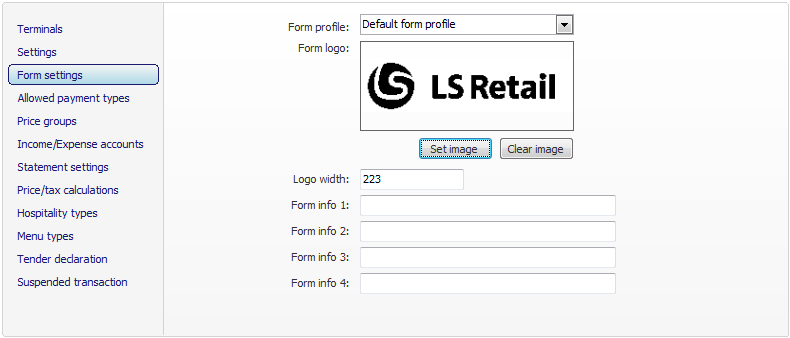 Terminals
Settings
Form settings
Allowed payment types
Price groups
Income/Expense accounts
Statement settings
Price/tax calculations
Hospitality types
Menu types
Tender declaration
Suspended transaction
Form profile: Default form profile
Form logo: LS Retail
Set image Clear image
Logo width: 223
Form info 1:
Form info 2:
Form info 3:
Form info 4: